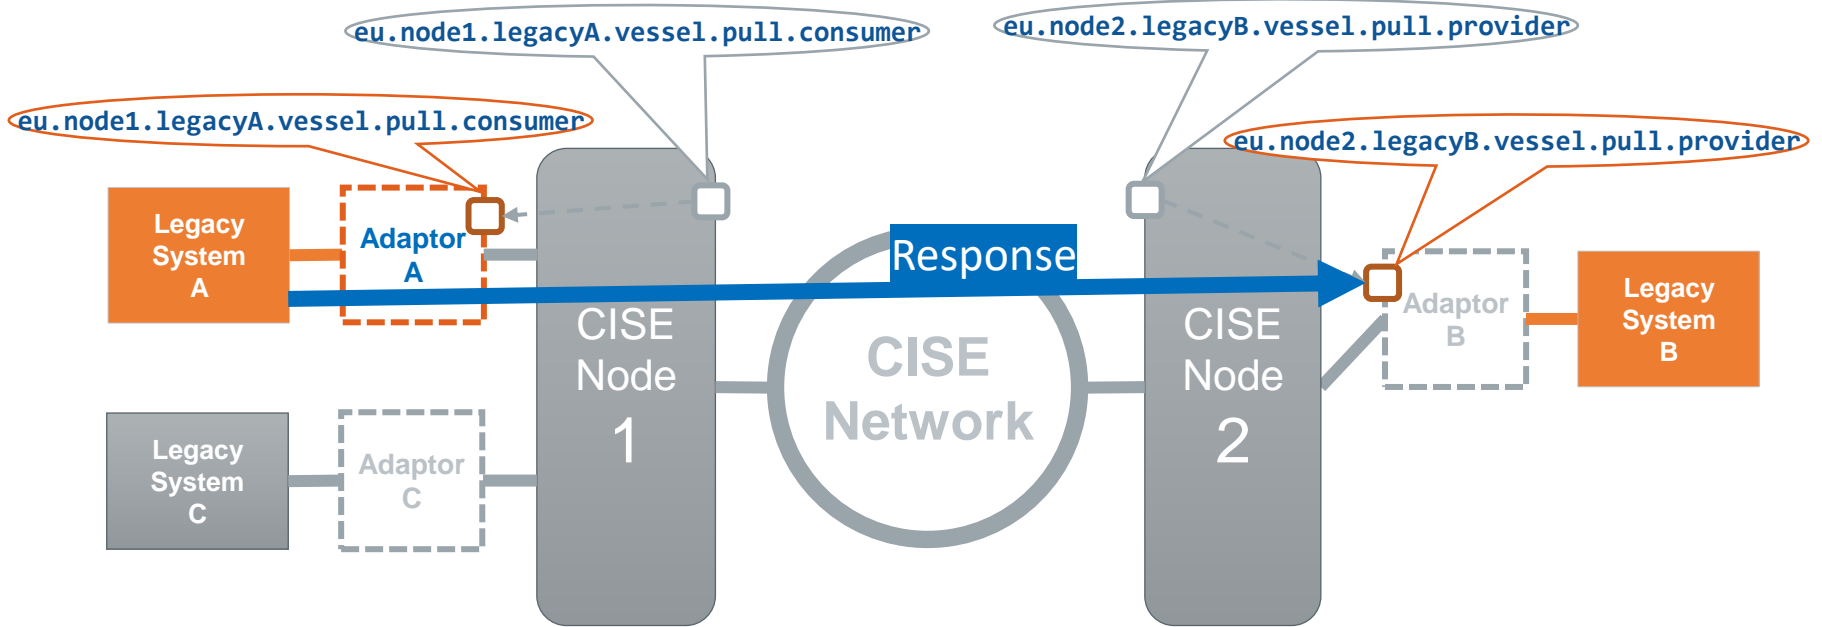 eu.node1.legacyA.vessel.pull.consumer
eu.node2.legacyB.vessel.pull.provider
eu.node1.legacyA.vessel.pull.consumer
eu.node2.legacyB.vessel.pull.provider
Legacy
System
A
Adaptor
A
Response
CISE
Node
1
CISE
Network
CISE
Node
2
Adaptor
B
Legacy
System
B
Legacy
System
C
Adaptor
C